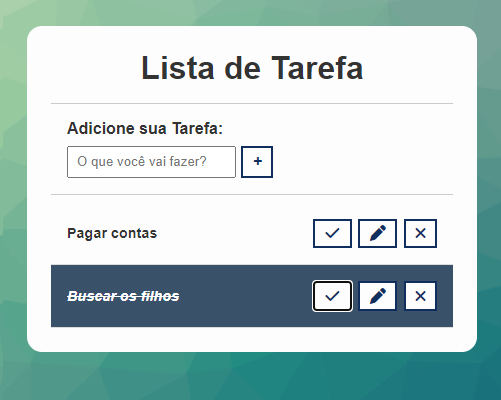 Lista de Tarefa
Adicione sua Tarefa:
O que você vai fazer?
+
Pagar contas
Buscar os filhos